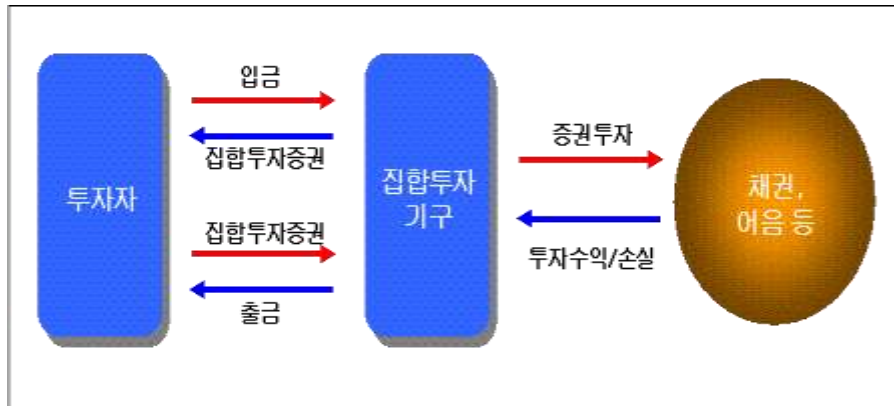 투자자
입금
집합투자증권
집합투자증권
출금
집합투자
기구
증권투자
투자수익/손실
채권,
어음 등